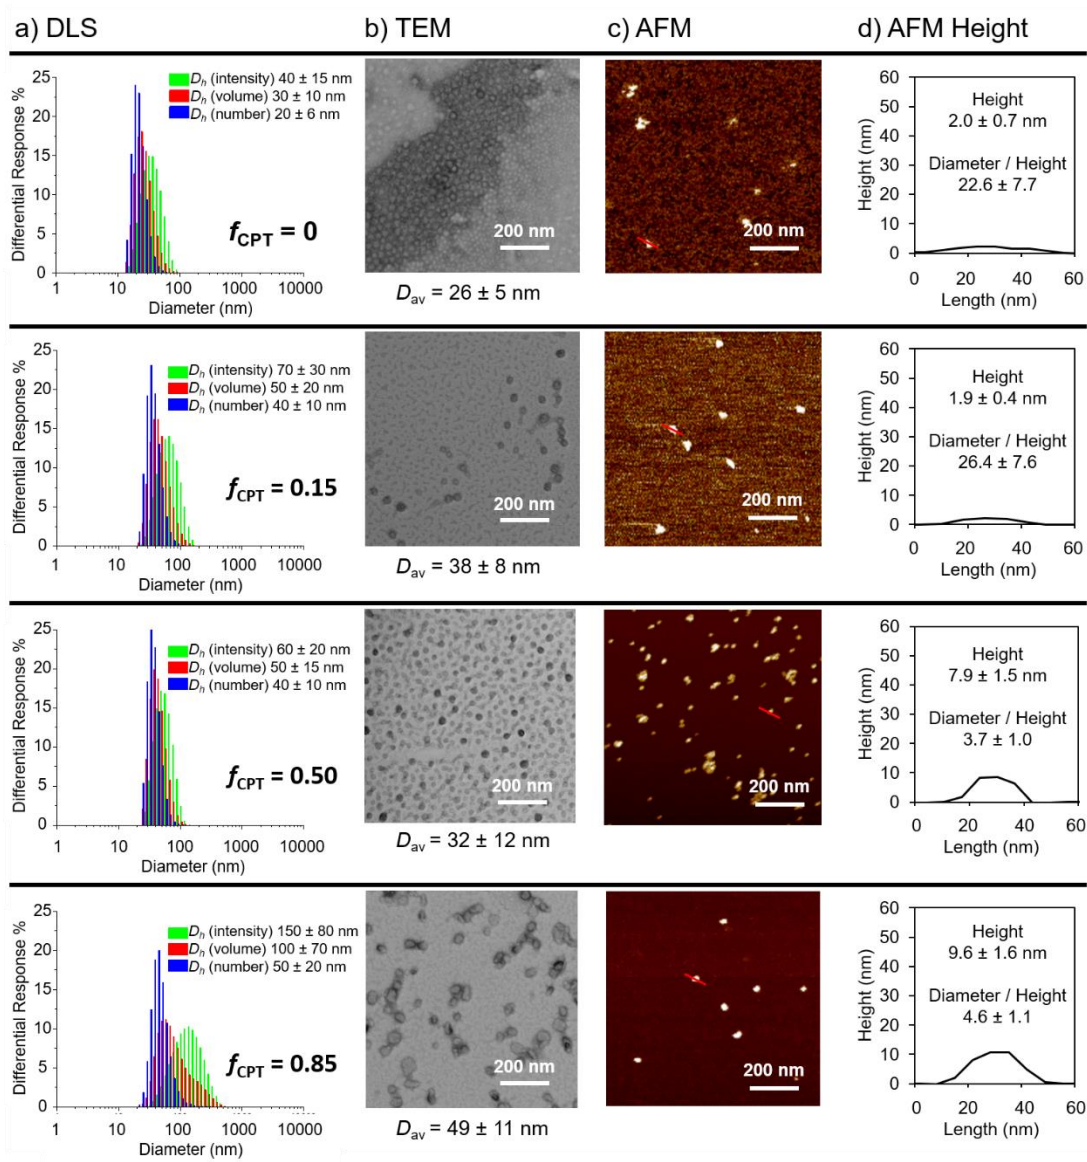 a) DLS
b) TEM
c) AFM
d) AFM Height
25
20
15
10
5
0
Differential Response %
D_h (intensity) 40 ± 15 nm
D_h (volume) 30 ± 10 nm
D_h (number) 20 ± 6 nm
f_CPT = 0
1 10 100 1000 10000
Diameter (nm)
200 nm
D_av = 26 ± 5 nm
200 nm
60
50
40
30
20
10
0
Height (nm)
Height
2.0 ± 0.7 nm
Diameter / Height
22.6 ± 7.7
0 20 40 60
Length (nm)
25
20
15
10
5
0
Differential Response %
D_h (intensity) 70 ± 30 nm
D_h (volume) 50 ± 20 nm
D_h (number) 40 ± 10 nm
f_CPT = 0.15
1 10 100 1000 10000
Diameter (nm)
200 nm
D_av = 38 ± 8 nm
200 nm
60
50
40
30
20
10
0
Height (nm)
Height
1.9 ± 0.4 nm
Diameter / Height
26.4 ± 7.6
0 20 40 60
Length (nm)
25
20
15
10
5
0
Differential Response %
D_h (intensity) 60 ± 20 nm
D_h (volume) 50 ± 15 nm
D_h (number) 40 ± 10 nm
f_CPT = 0.50
1 10 100 1000 10000
Diameter (nm)
200 nm
D_av = 32 ± 12 nm
200 nm
60
50
40
30
20
10
0
Height (nm)
Height
7.9 ± 1.5 nm
Diameter / Height
3.7 ± 1.0
0 20 40 60
Length (nm)
25
20
15
10
5
0
Differential Response %
D_h (intensity) 150 ± 80 nm
D_h (volume) 100 ± 70 nm
D_h (number) 50 ± 20 nm
f_CPT = 0.85
1 10 100 1000 10000
Diameter (nm)
200 nm
D_av = 49 ± 11 nm
200 nm
60
50
40
30
20
10
0
Height (nm)
Height
9.6 ± 1.6 nm
Diameter / Height
4.6 ± 1.1
0 20 40 60
Length (nm)